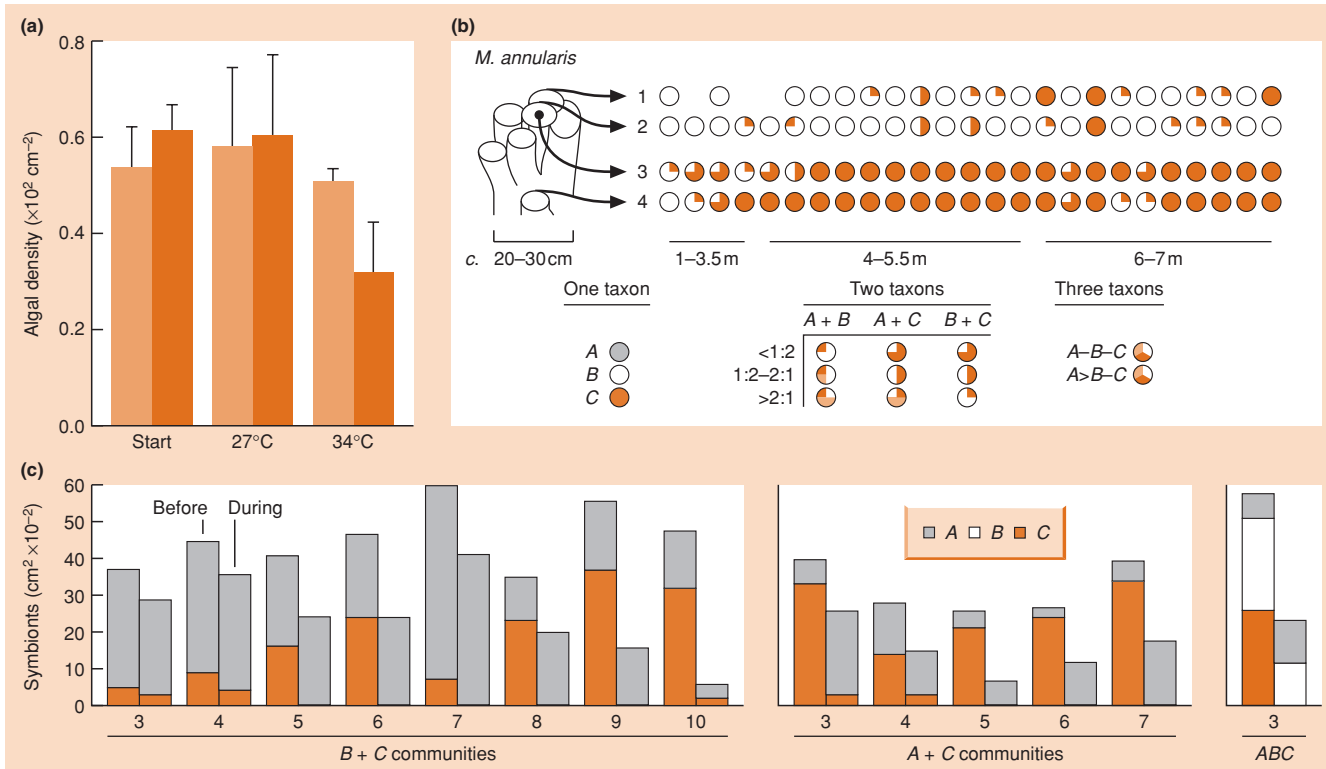 (a)
0.8
0.6
0.4
0.2
0.0
Algal density (×10² cm⁻²)
Start 27°C 34°C
(b)
M. annularis
1
2
3
4
c. 20–30 cm 1–3.5 m 4–5.5 m 6–7 m
One taxon Two taxons Three taxons
A + B A + C B + C
A <1:2 A–B–C
B 1:2–2:1 A>B–C
C >2:1
(c)
60
50
40
30
20
10
0
Symbionts (cm² ×10⁻²)
Before During
A B C
3 4 5 6 7 8 9 10 3 4 5 6 7 3
B + C communities A + C communities ABC